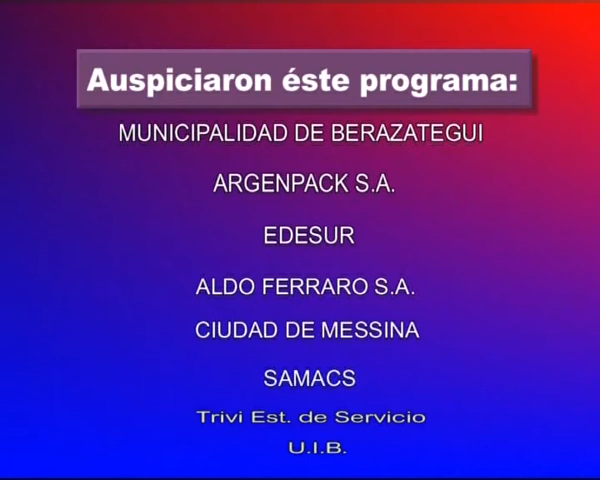 Auspiciaron éste programa:
MUNICIPALIDAD DE BERAZATEGUI
ARGENPACK S.A.
EDESUR
ALDO FERRARO S.A.
CIUDAD DE MESSINA
SAMACS
Trivi Est. de Servicio
U.I.B.